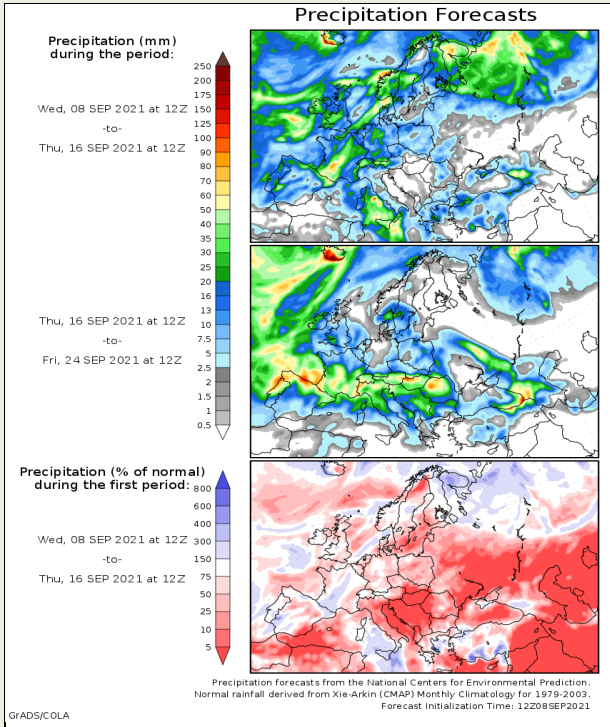 Precipitation Forecasts
Precipitation (mm)
during the period:
Wed, 08 SEP 2021 at 12Z
-to-
Thu, 16 SEP 2021 at 12Z
250
200
175
150
125
100
90
80
70
60
50
40
35
30
25
20
16
13
10
7.5
5
2.5
2
1.5
1
0.5
Thu, 16 SEP 2021 at 12Z
-to-
Fri, 24 SEP 2021 at 12Z
Precipitation (% of normal)
during the first period:
Wed, 08 SEP 2021 at 12Z
-to-
Thu, 16 SEP 2021 at 12Z
800
600
400
300
150
75
50
25
10
5
Precipitation forecasts from the National Centers for Environmental Prediction.
Normal rainfall derived from Xie-Arkin (CMAP) Monthly Climatology for 1979-2003.
Forecast Initialization Time: 12Z08SEP2021
GrADS/COLA